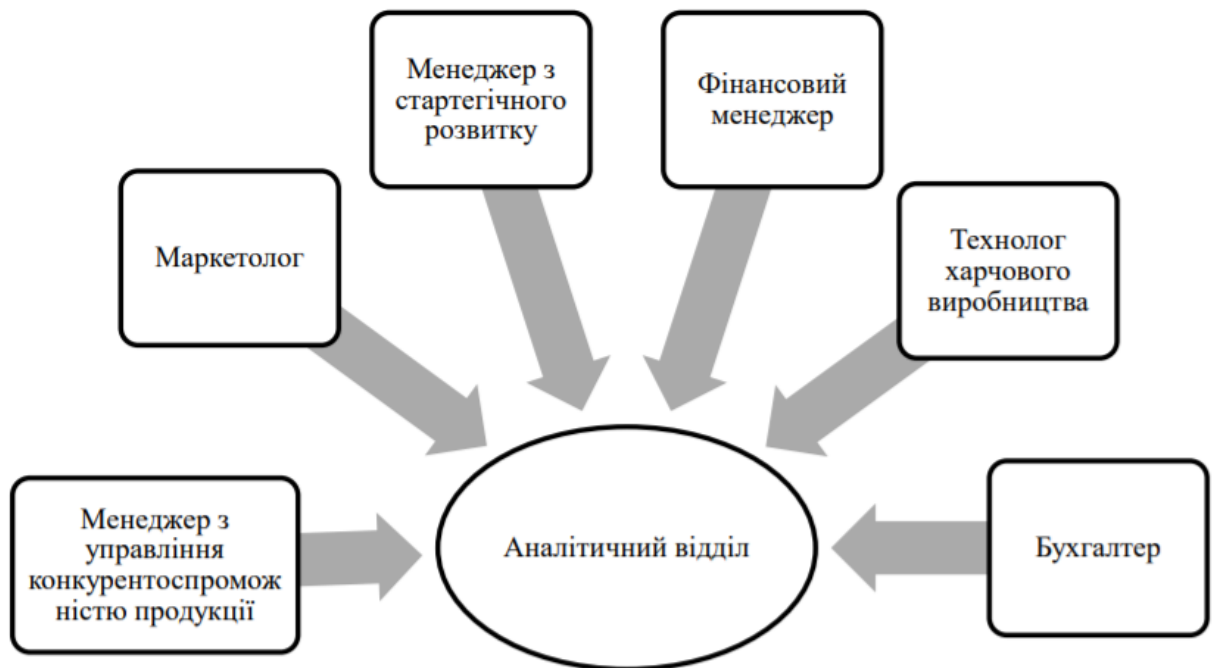 Менеджер з
стартегічного
розвитку
Фінансовий
менеджер
Маркетолог
Технолог
харчового
виробництва
Менеджер з
управління
конкурентоспромож
ністю продукції
Аналітичний відділ
Бухгалтер